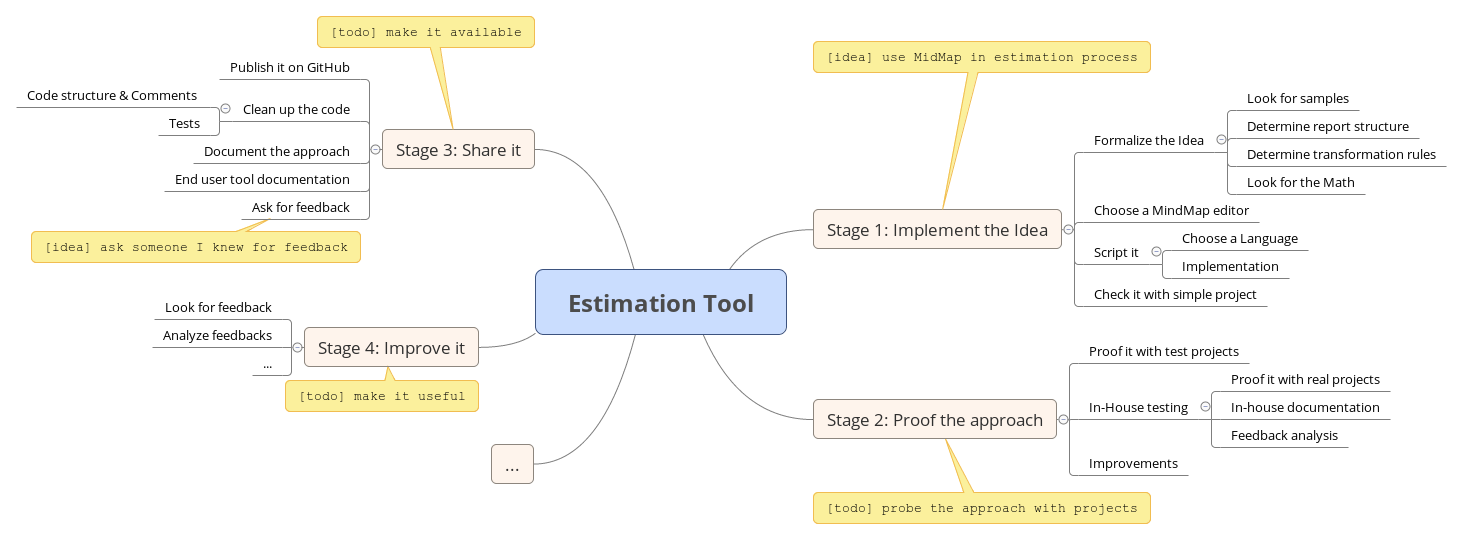 Estimation Tool
[idea] use MidMap in estimation process
Stage 1: Implement the Idea
Formalize the Idea
Look for samples
Determine report structure
Determine transformation rules
Look for the Math
Choose a MindMap editor
Script it
Choose a Language
Implementation
Check it with simple project
Stage 2: Proof the approach
Proof it with test projects
In-House testing
Proof it with real projects
In-house documentation
Feedback analysis
Improvements
[todo] probe the approach with projects
[todo] make it available
Stage 3: Share it
Publish it on GitHub
Clean up the code
Code structure & Comments
Tests
Document the approach
End user tool documentation
Ask for feedback
[idea] ask someone I knew for feedback
Stage 4: Improve it
Look for feedback
Analyze feedbacks
...
[todo] make it useful
...